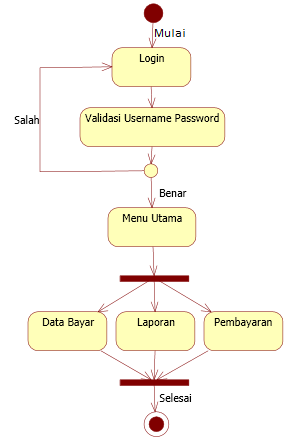 Mulai
Login
Salah
Validasi Username Password
Benar
Menu Utama
Data Bayar
Laporan
Pembayaran
Selesai